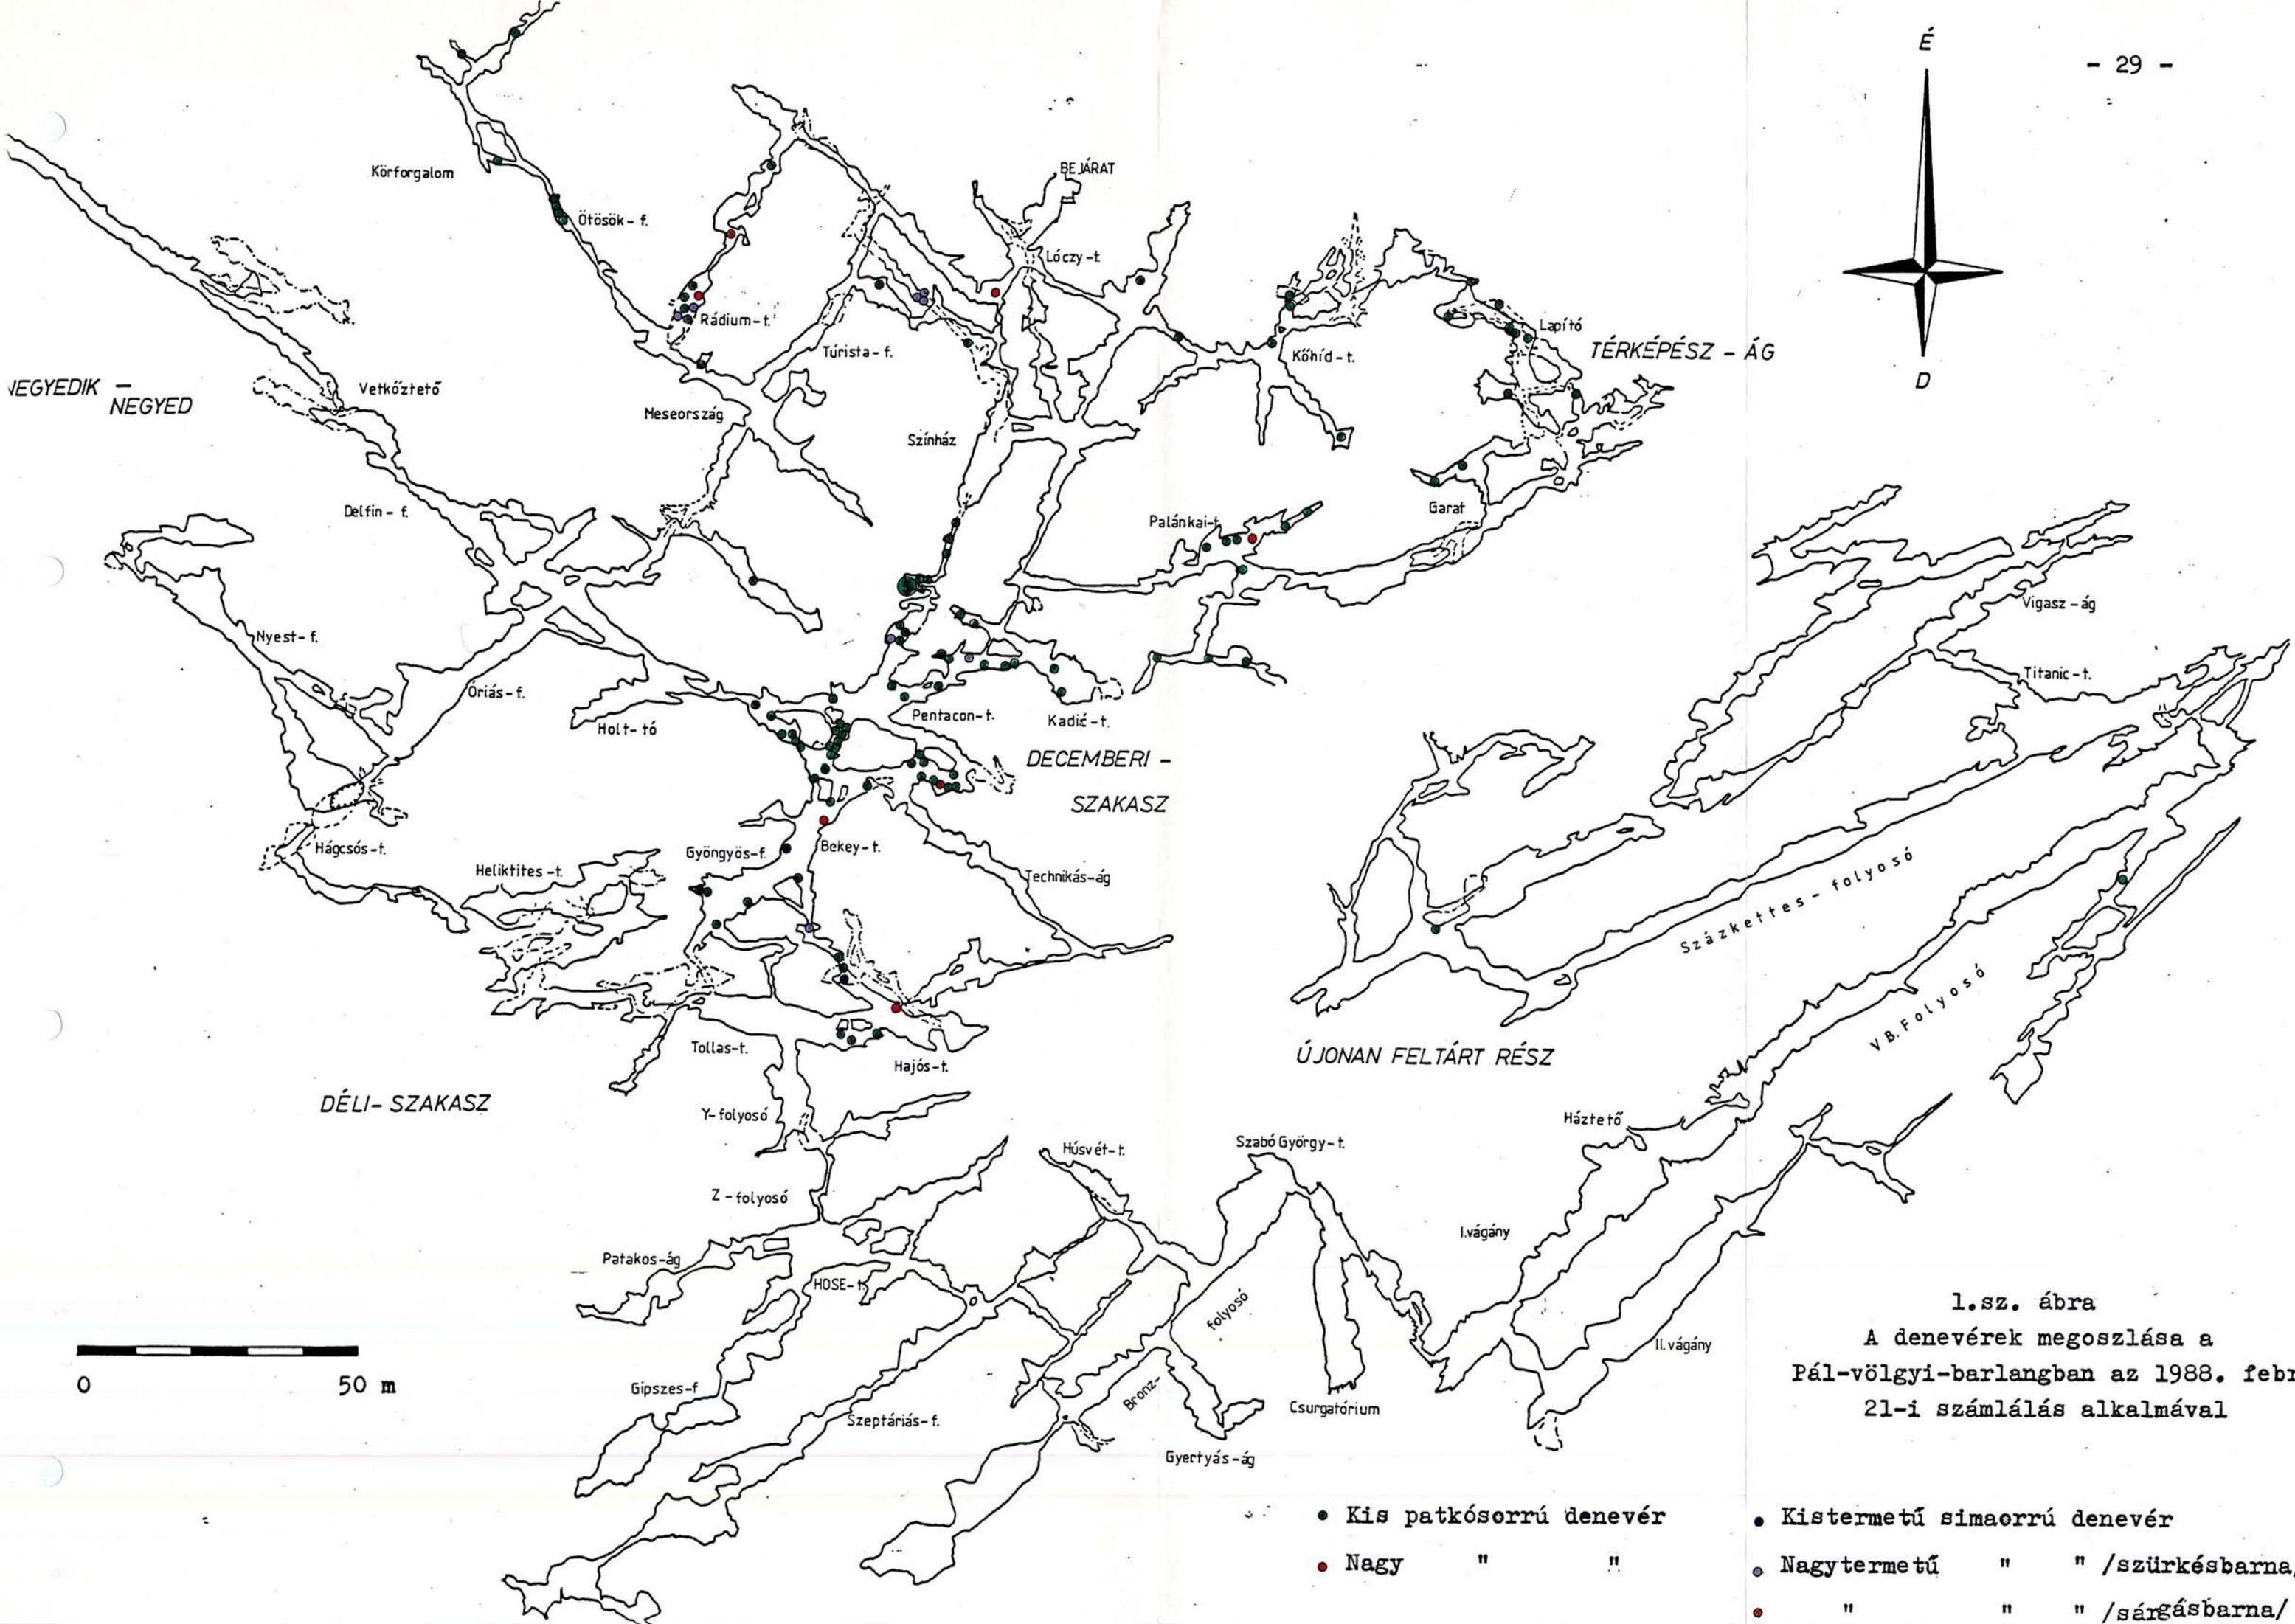 - 29 -
É
D
Körforgalom
Ötösök - f.
BEJÁRAT
Lóczy - t.
Rádium - t.
Túrista - f.
Kőhíd - t.
Lapító
TÉRKÉPÉSZ - ÁG
NEGYEDIK -
NEGYED
Vetkőztető
Meseország
Színház
Delfin - f.
Garat
Palánkai-t.
Nyest - f.
Óriás - f.
Holt - tó
Pentacon - t.
Kadić - t.
Vigasz - ág
Titanic - t.
DECEMBERI -
SZAKASZ
Hágcsós - t.
Heliktites - t.
Gyöngyös-f.
Bekey - t.
Technikás-ág
Százkettes - folyosó
VB. Folyosó
Tollas-t.
Hajós-t.
ÚJONAN FELTÁRT RÉSZ
DÉLI - SZAKASZ
Y- folyosó
Háztető
Z - folyosó
Húsvét - t.
Szabó György - t.
Patakos-ág
HOSE - t.
I.vágány
II. vágány
Bronz-
folyosó
Gipszes-f
Szeptáriás- f.
Csurgatórium
Gyertyás - ág
0 50 m
1.sz. ábra
A denevérek megoszlása a
Pál-völgyi-barlangban az 1988. febr
21-i számlálás alkalmával
Kis patkósorrú denevér
Nagy " "
Kistermetű simaorrú denevér
Nagytermetű " " /szürkésbarna/
" " " /sárgásbarna/